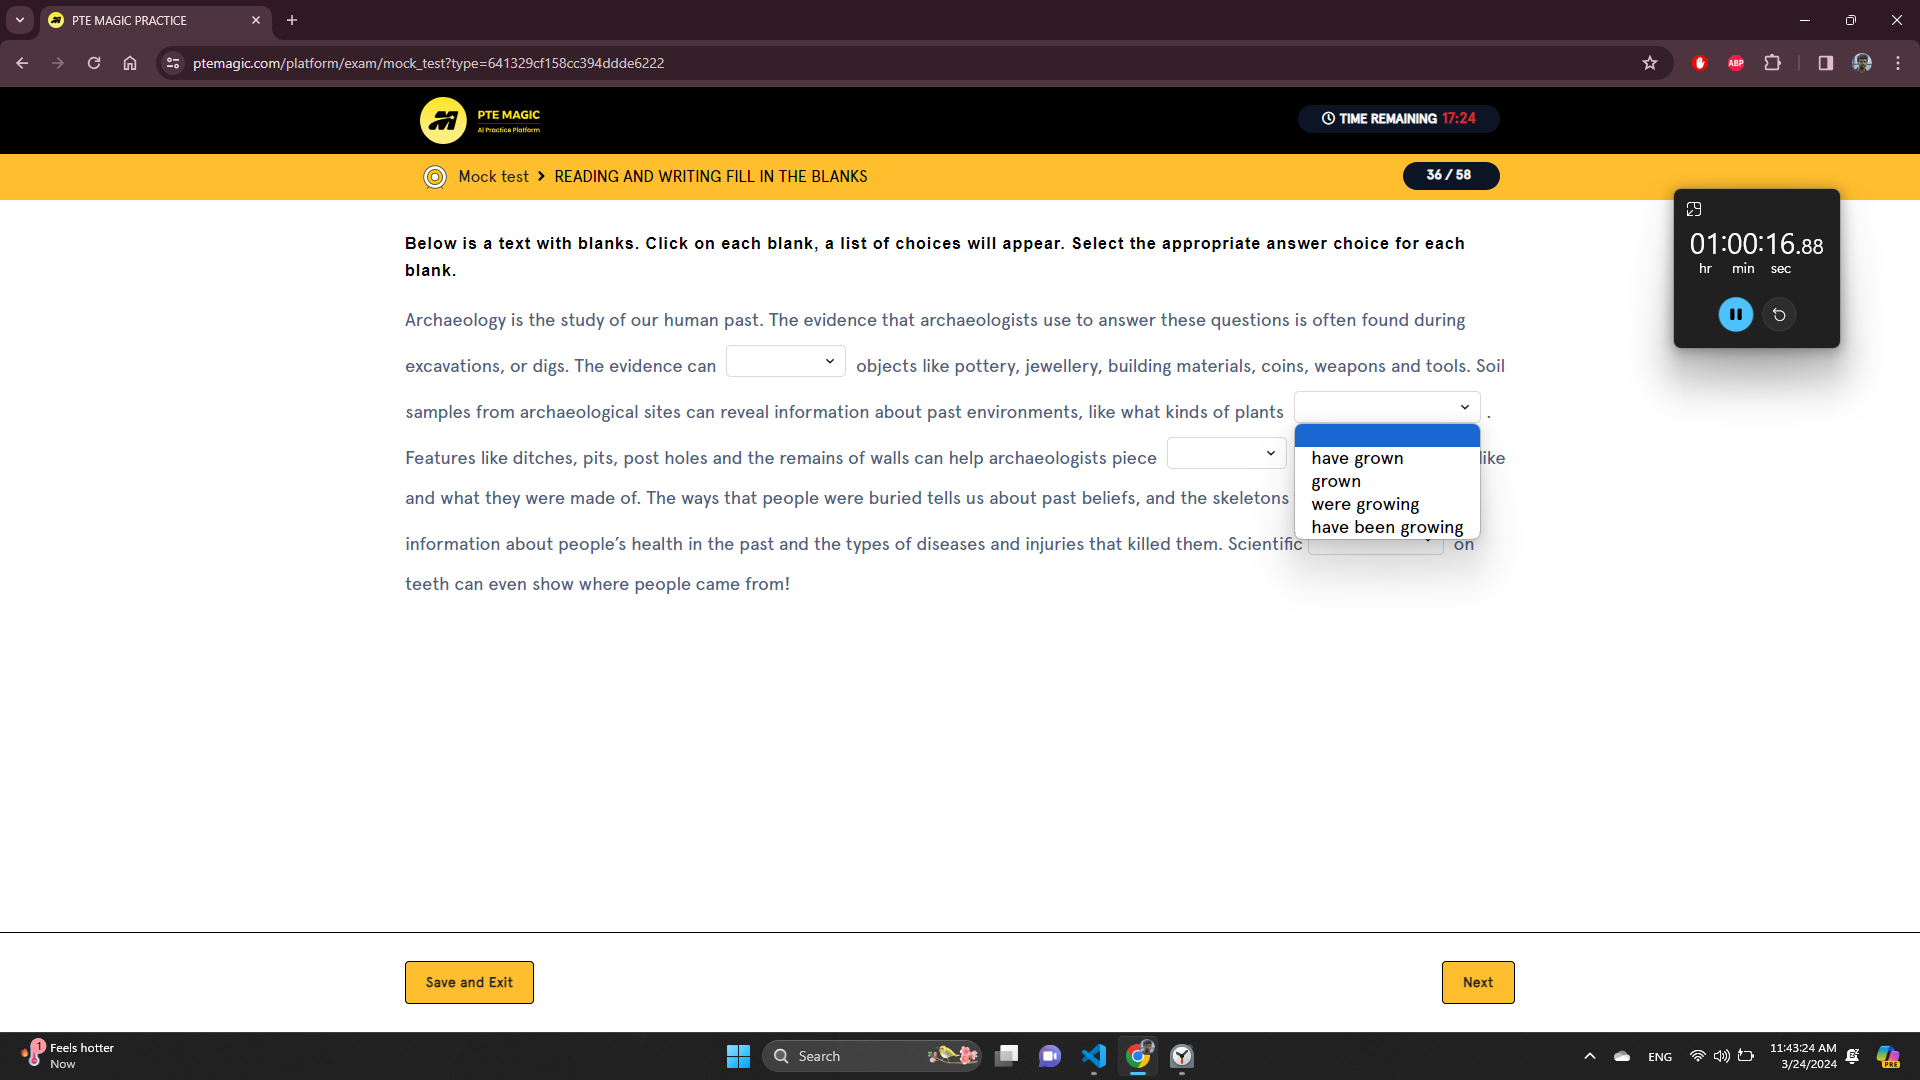 PTE MAGIC PRACTICE
ptemagic.com/platform/exam/mock_test?type=641329cf158cc394ddde6222
ABP
PTE MAGIC
AI Practice Platform
TIME REMAINING 17:24
Mock test > READING AND WRITING FILL IN THE BLANKS
36 / 58
01:00:16.88
hr min sec
Below is a text with blanks. Click on each blank, a list of choices will appear. Select the appropriate answer choice for each
blank.
Archaeology is the study of our human past. The evidence that archaeologists use to answer these questions is often found during
excavations, or digs. The evidence can objects like pottery, jewellery, building materials, coins, weapons and tools. Soil
samples from archaeological sites can reveal information about past environments, like what kinds of plants .
Features like ditches, pits, post holes and the remains of walls can help archaeologists piece like
and what they were made of. The ways that people were buried tells us about past beliefs, and the skeletons
information about people's health in the past and the types of diseases and injuries that killed them. Scientific on
teeth can even show where people came from!
have grown
grown
were growing
have been growing
Save and Exit
Next
1
Feels hotter
Now
Search
ENG
11:43:24 AM
3/24/2024
PRE